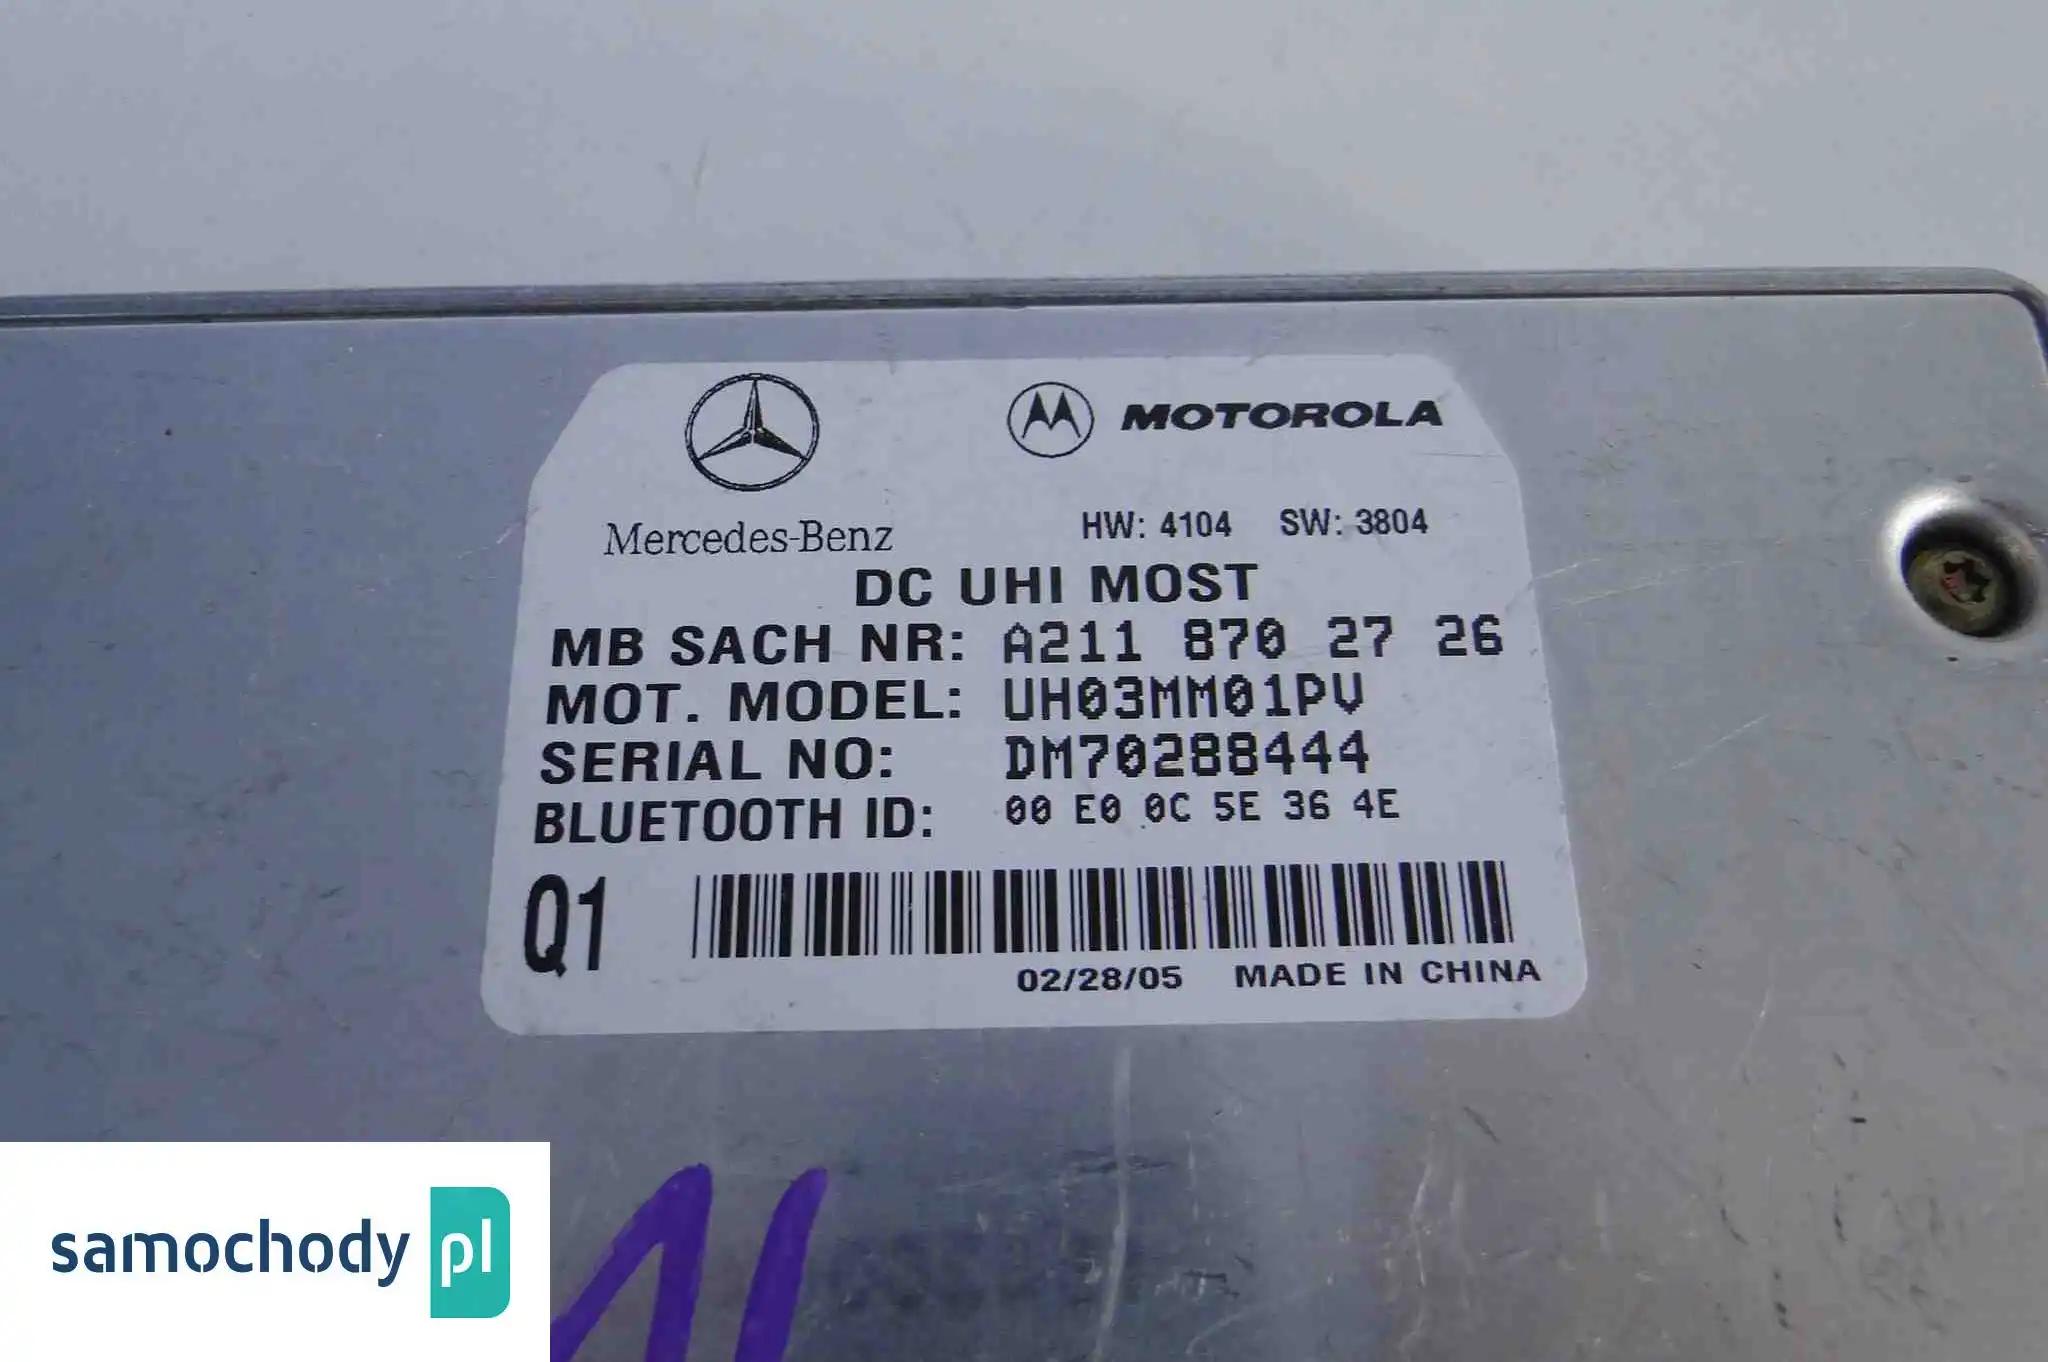 MOTOROLA
Mercedes-Benz
HW: 4104 SW: 3804
DC UHI MOST
MB SACH NR: A211 870 27 26
MOT. MODEL: UH03MM01PV
SERIAL NO: DM70288444
BLUETOOTH ID: 00 E0 0C 5E 36 4E
Q1
02/28/05 MADE IN CHINA
samochody pl